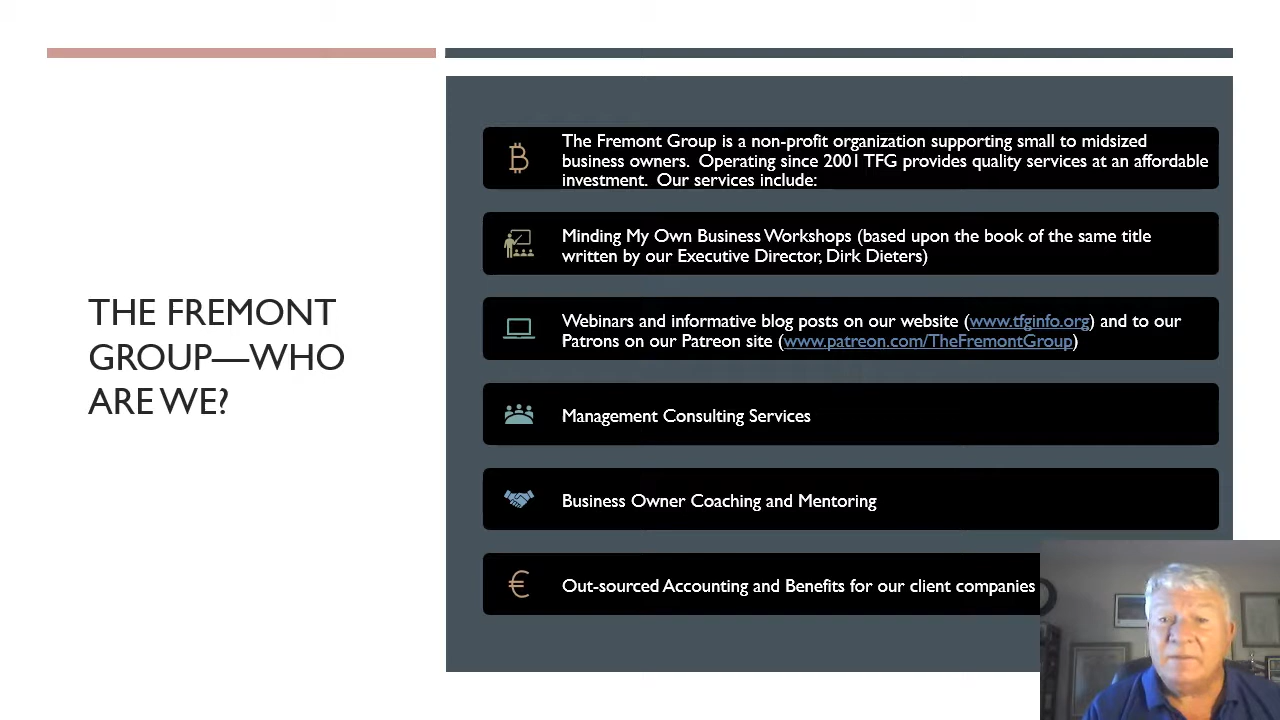 THE FREMONT
GROUP—WHO
ARE WE?
The Fremont Group is a non-profit organization supporting small to midsized
business owners.  Operating since 2001 TFG provides quality services at an affordable
investment.  Our services include:
Minding My Own Business Workshops (based upon the book of the same title
written by our Executive Director, Dirk Dieters)
Webinars and informative blog posts on our website (www.tfginfo.org) and to our
Patrons on our Patreon site (www.patreon.com/TheFremontGroup)
Management Consulting Services
Business Owner Coaching and Mentoring
Out-sourced Accounting and Benefits for our client companies